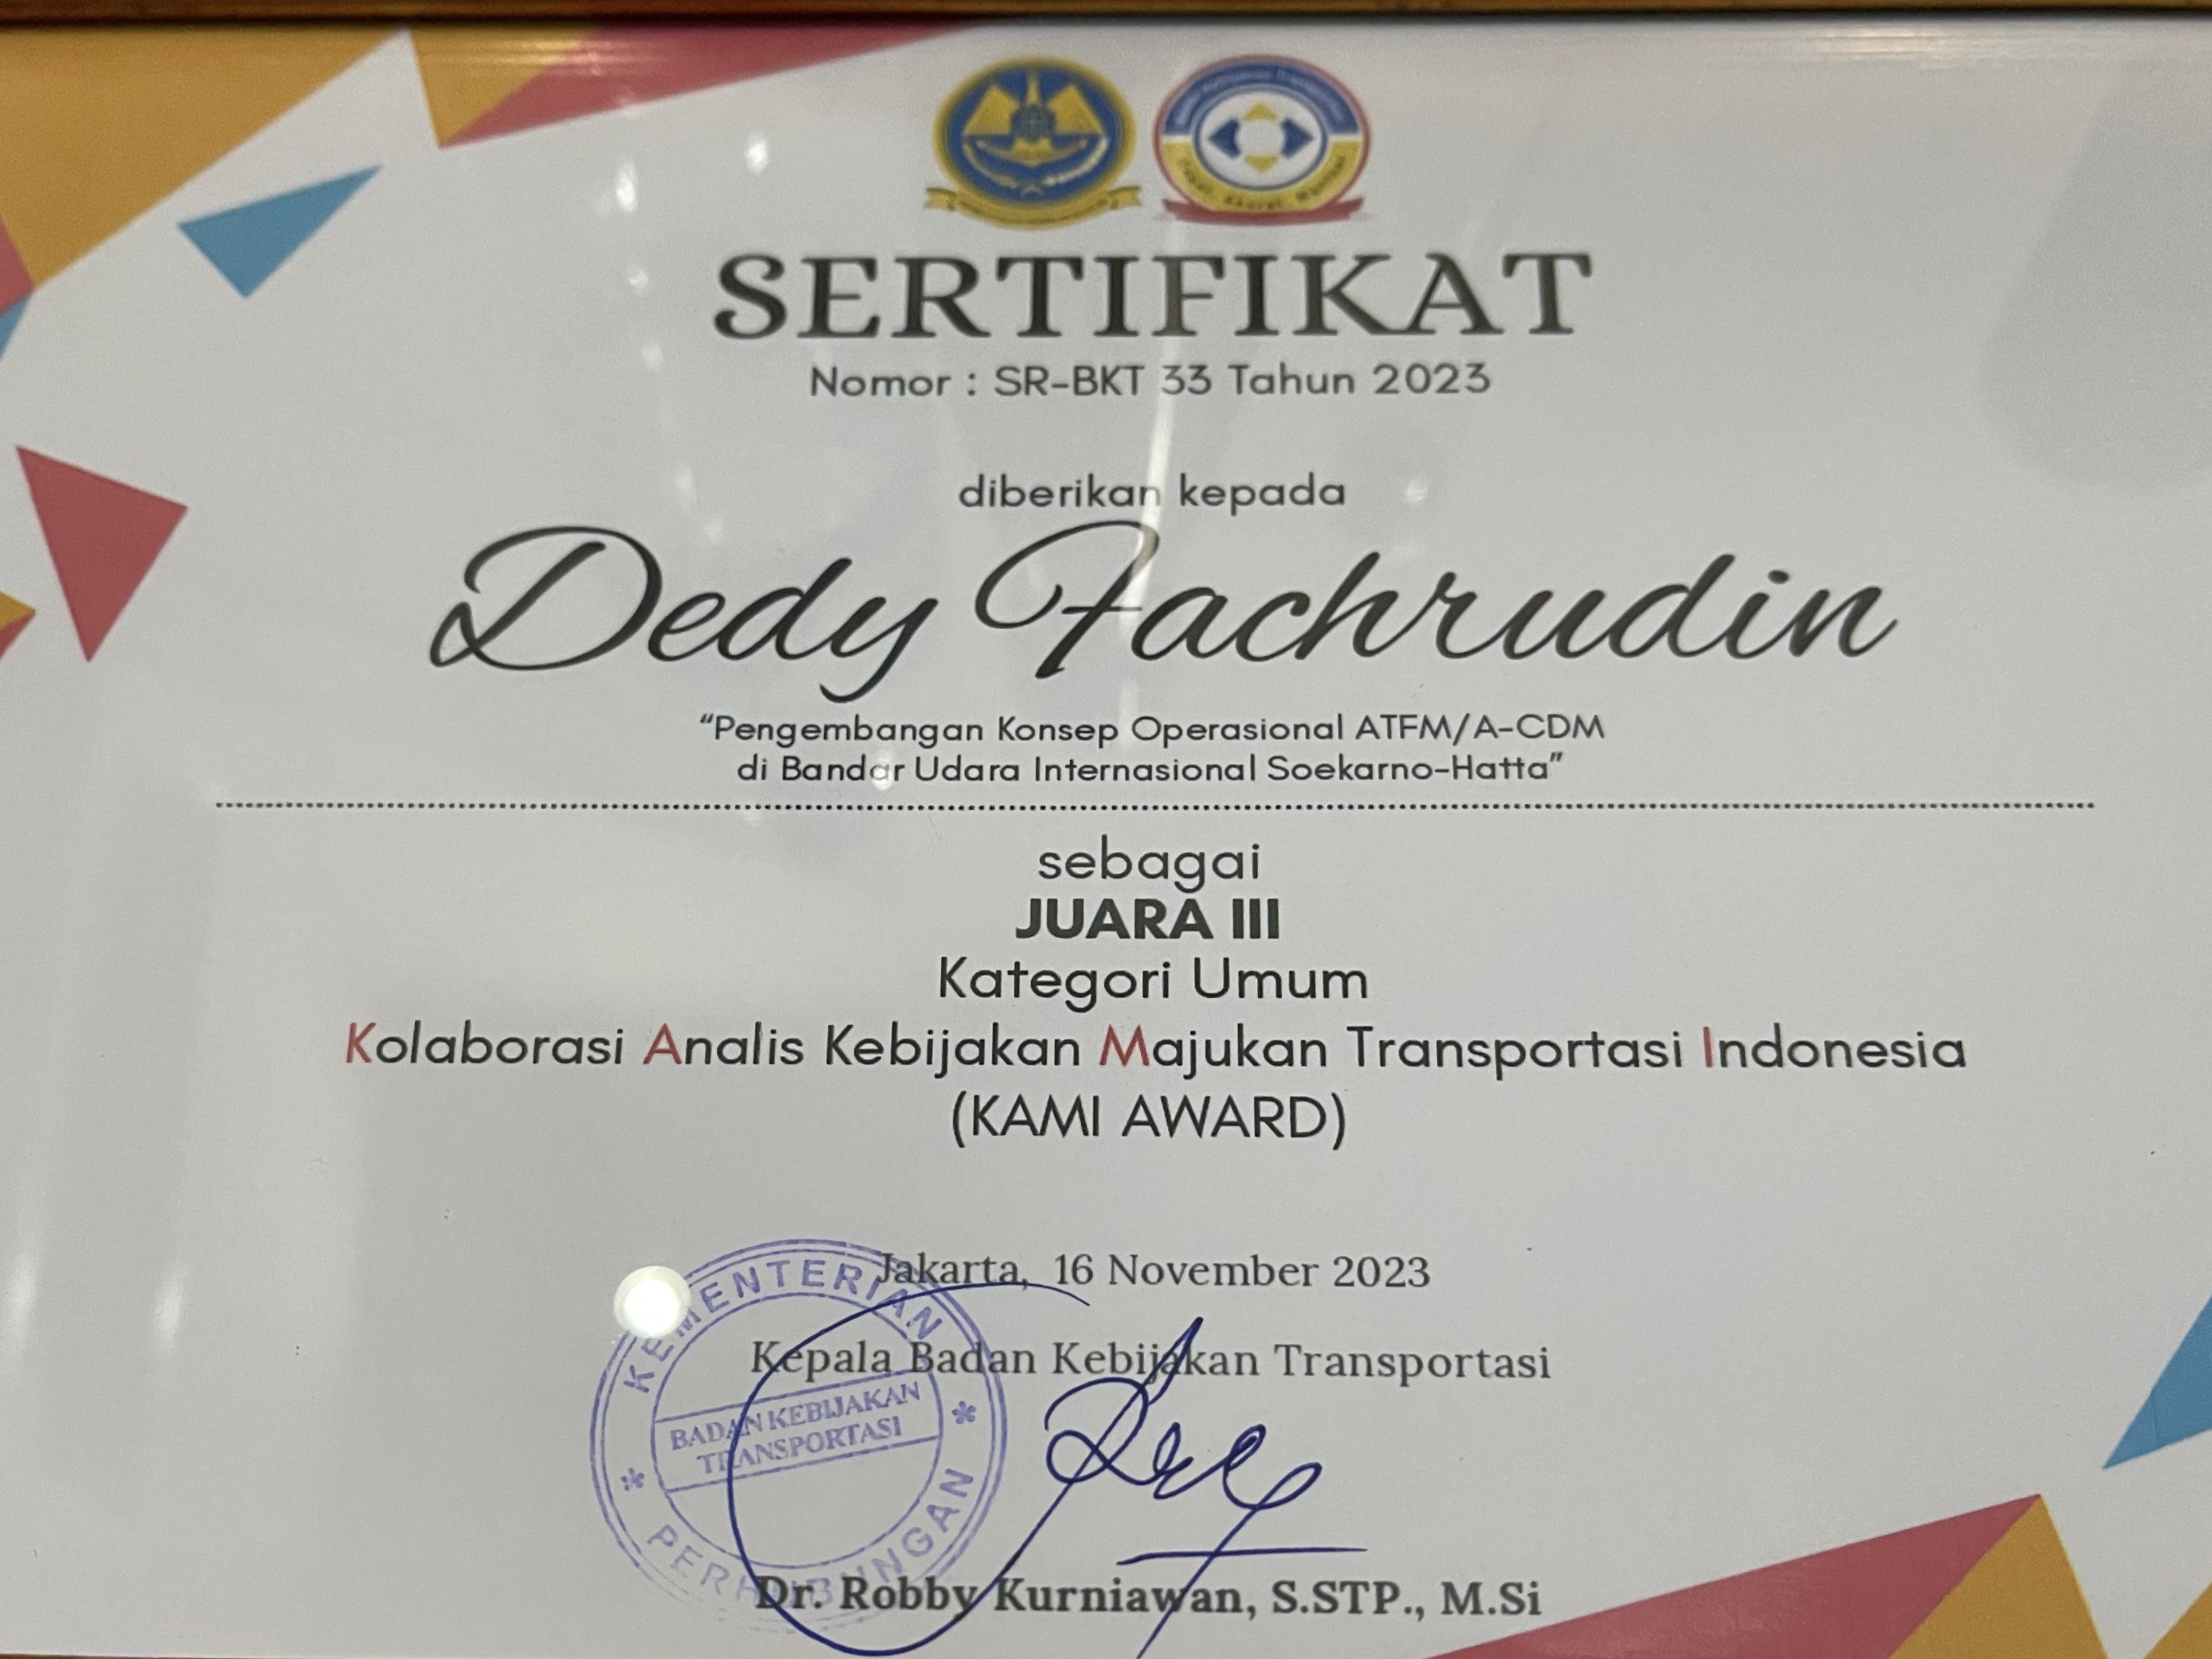 SERTIFIKAT
Nomor : SR-BKT 33 Tahun 2023
diberikan kepada
Dedy Fachrudin
“Pengembangan Konsep Operasional ATFM/A-CDM
di Bandar Udara Internasional Soekarno-Hatta”
sebagai
JUARA III
Kategori Umum
Kolaborasi Analis Kebijakan Majukan Transportasi Indonesia
(KAMI AWARD)
Jakarta, 16 November 2023
Kepala Badan Kebijakan Transportasi
KEMENTERIAN
BADAN KEBIJAKAN
TRANSPORTASI
PERHUBUNGAN
Dr. Robby Kurniawan, S.STP., M.Si